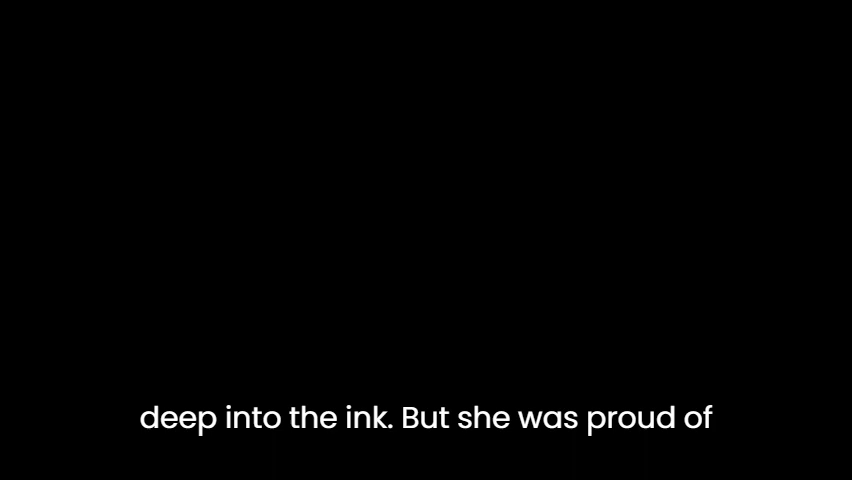 deep into the ink. But she was proud of